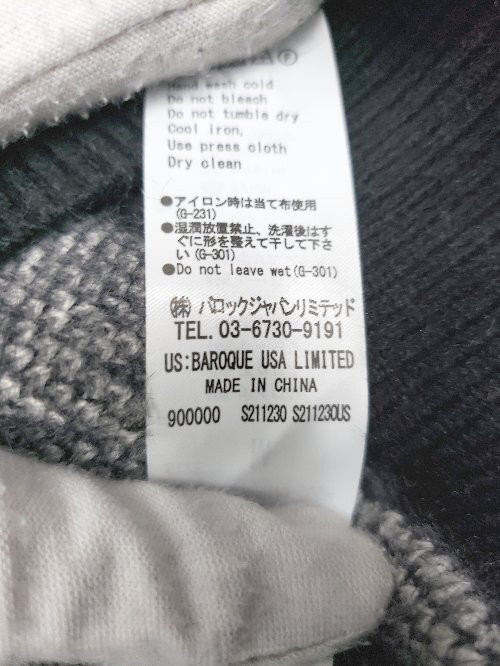 Hand wash cold
Do not bleach
Do not tumble dry
Cool iron,
Use press cloth
Dry clean
●アイロン時は当て布使用
(G-231)
●湿潤放置禁止、洗濯後はす
ぐに形を整えて干して下さ
い(G-301)
●Do not leave wet(G-301)
㈱ バロックジャパンリミテッド
TEL. 03-6730-9191
US:BAROQUE USA LIMITED
MADE IN CHINA
900000 S211230 S211230US